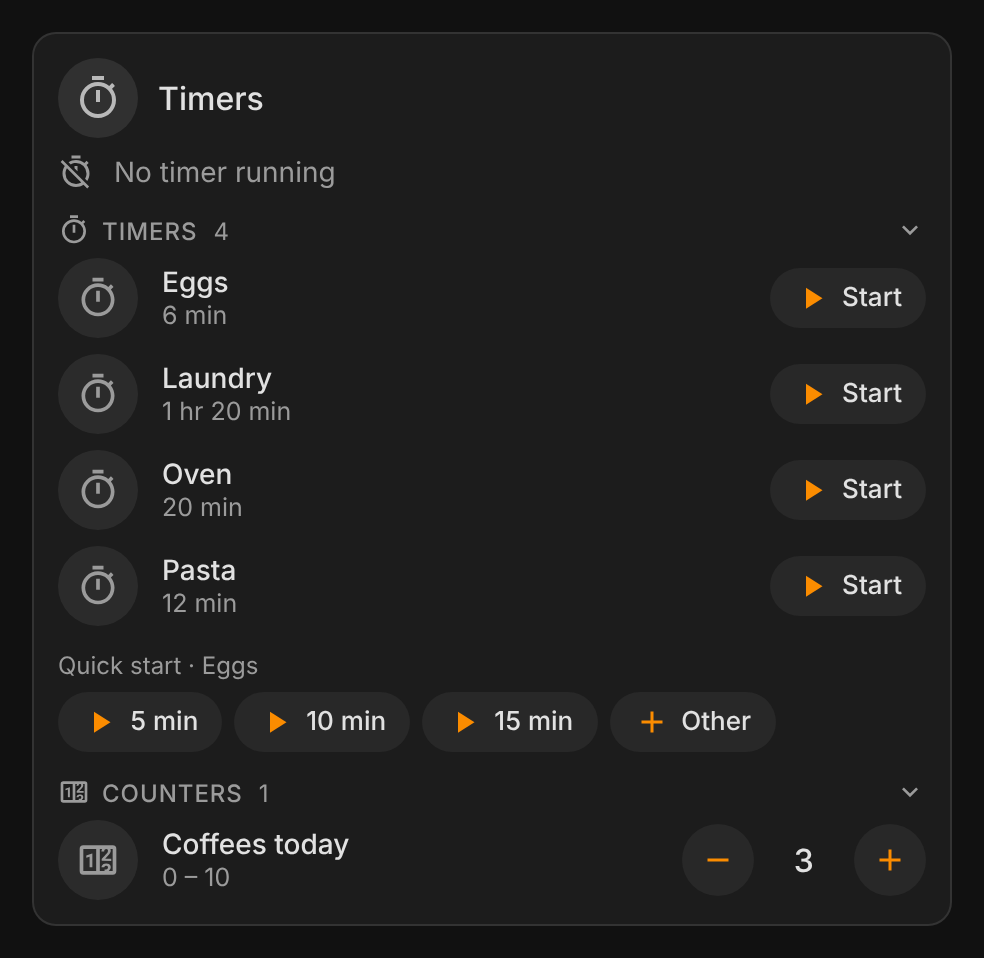 Timers
No timer running
TIMERS 4
Eggs
6 min
Start
Laundry
1 hr 20 min
Start
Oven
20 min
Start
Pasta
12 min
Start
Quick start · Eggs
5 min
10 min
15 min
Other
COUNTERS 1
Coffees today
0 – 10
3